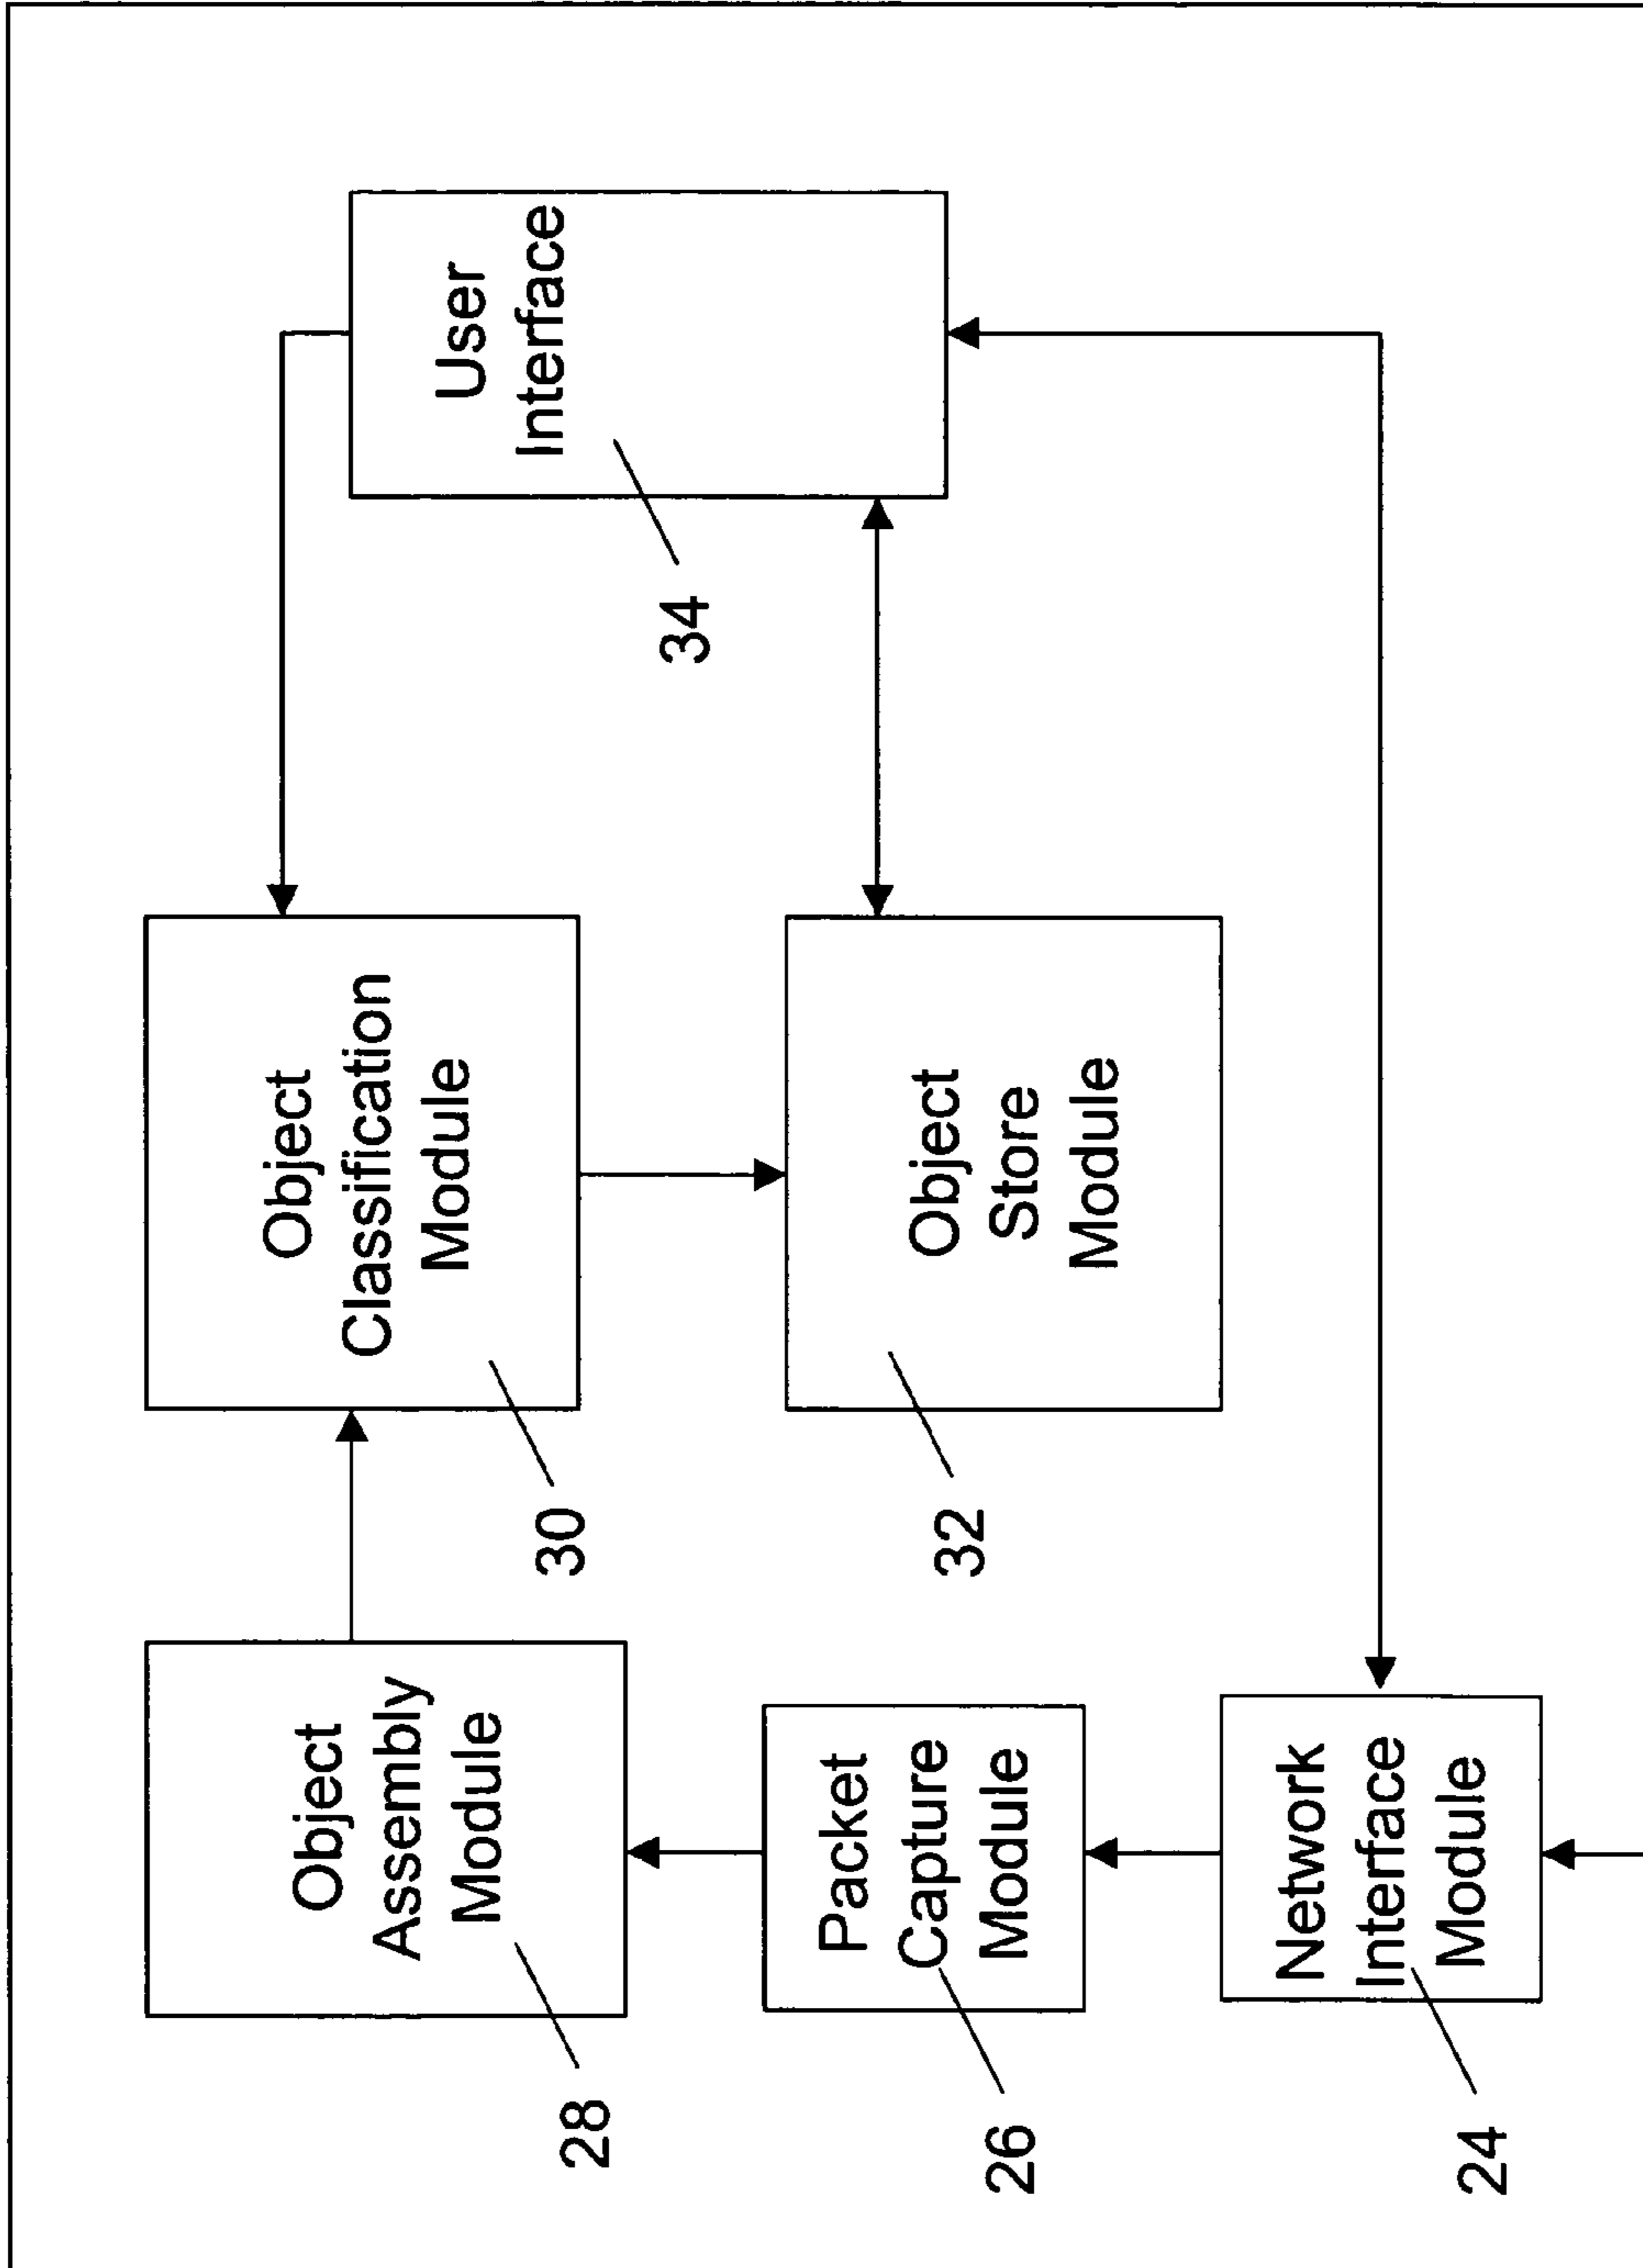 Object
Assembly
Module
28
Packet
Capture
Module
26
Network
Interface
Module
24
Object
Classification
Module
30
Object
Store
Module
32
User
Interface
34